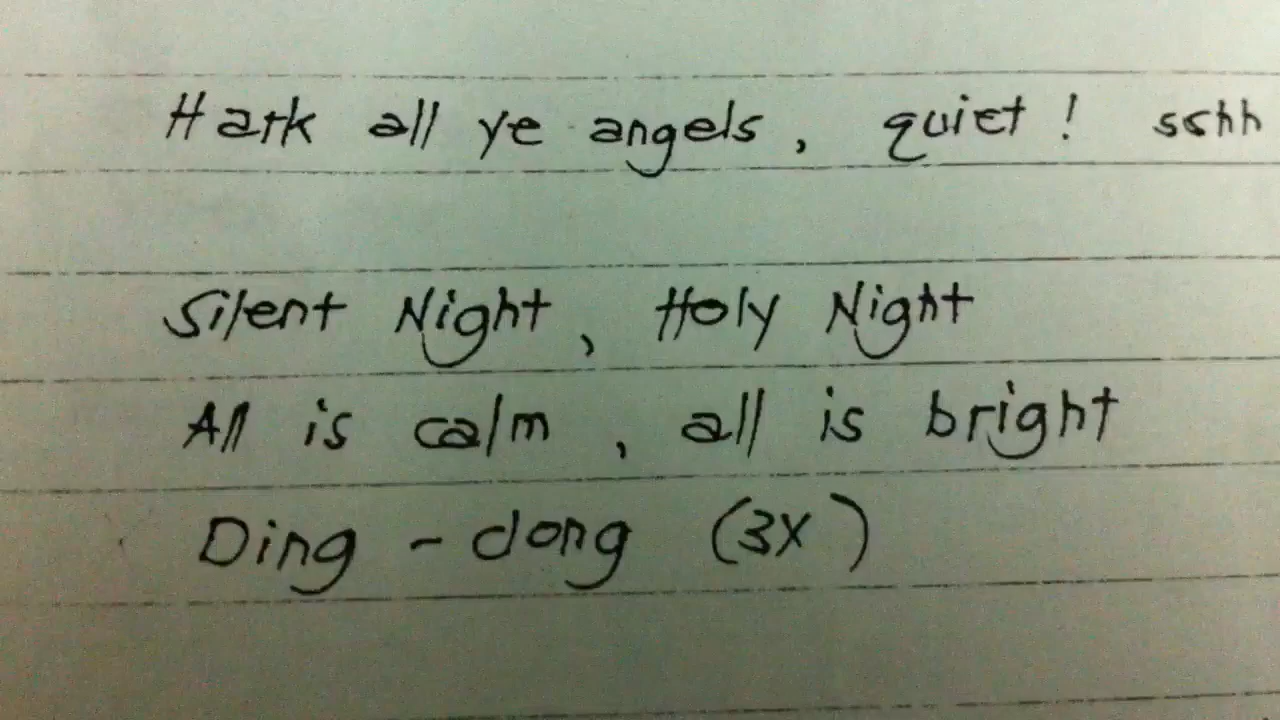 Hark all ye angels, quiet! sshh
Silent Night, Holy Night
All is calm, all is bright
Ding - dong (3x)